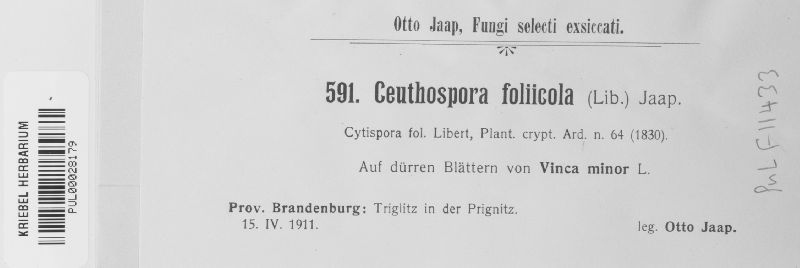 Otto Jaap, Fungi selecti exsiccati.
591. Ceuthospora foliicola (Lib.) Jaap.
Cytispora fol. Libert, Plant. crypt. Ard. n. 64 (1830).
Auf dürren Blättern von Vinca minor L.
Prov. Brandenburg: Triglitz in der Prignitz.
15. IV. 1911.
leg. Otto Jaap.
KRIEBEL HERBARIUM
PUL00028179
PUL F11433